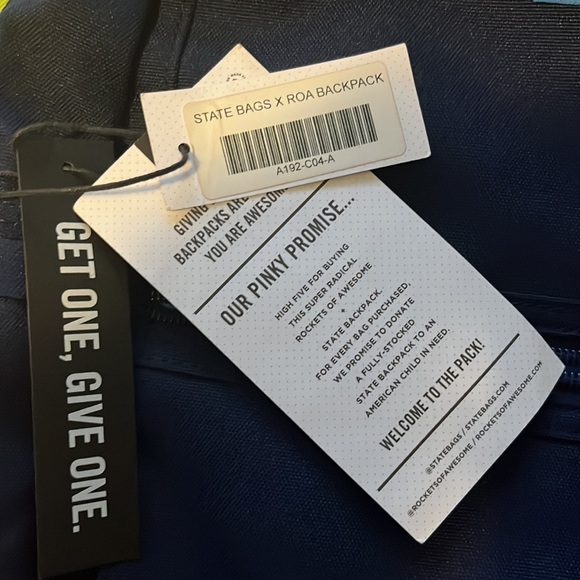 STATE BAGS X ROA BACKPACK
A192-C04-A
GIVING
BACKPACKS ARE
YOU ARE AWESOME
OUR PINKY PROMISE...
HIGH FIVE FOR BUYING
THIS SUPER RADICAL
ROCKETS OF AWESOME
+
STATE BACKPACK.
FOR EVERY BAG PURCHASED,
WE PROMISE TO DONATE
A FULLY-STOCKED
STATE BACKPACK TO AN
AMERICAN CHILD IN NEED.
WELCOME TO THE PACK!
@STATEBAGS / STATEBAGS.COM
@ROCKETSOFAWESOME / ROCKETSOFAWESOME.COM
GET ONE, GIVE ONE.